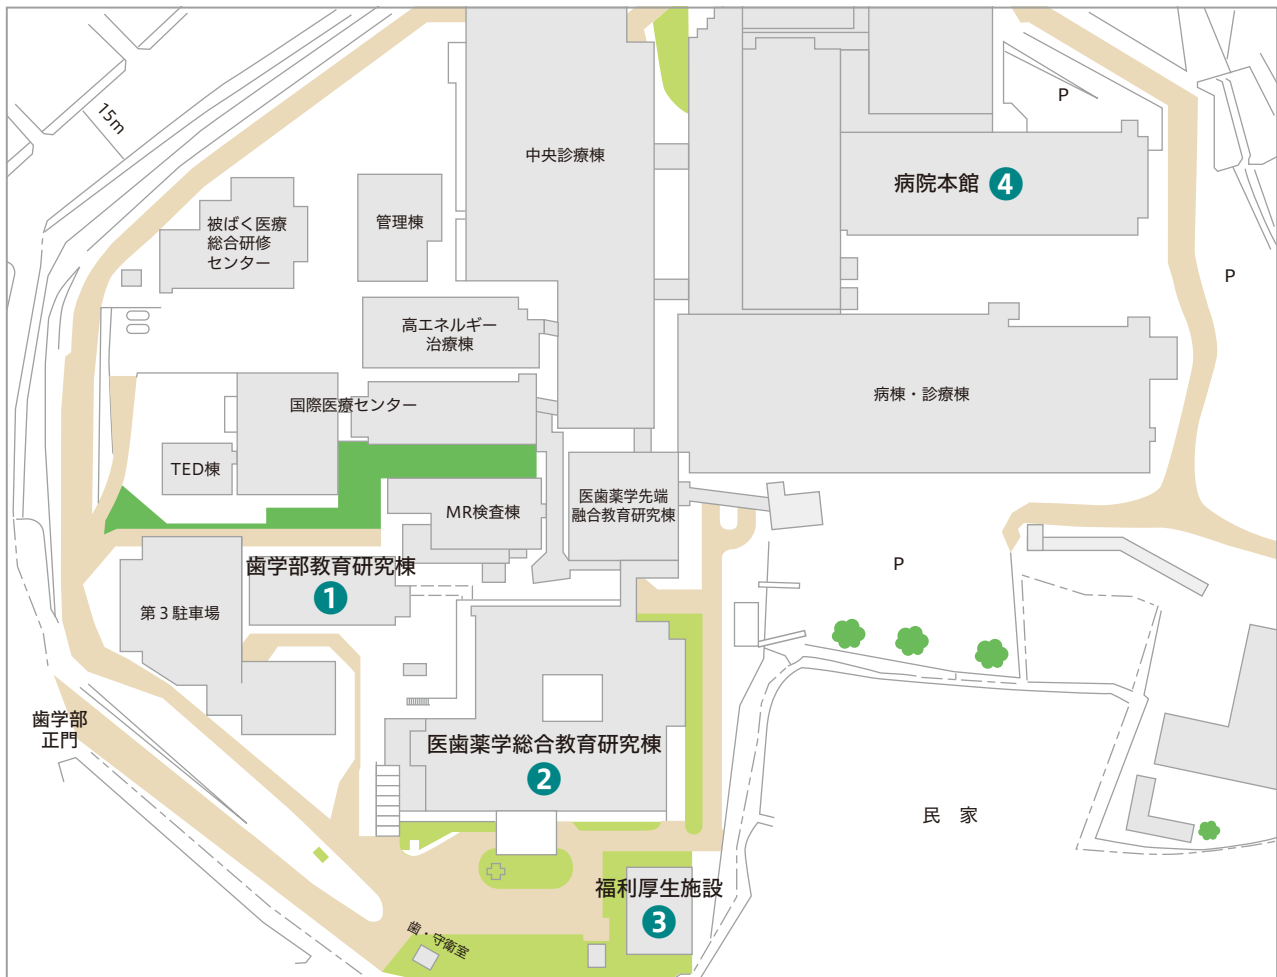 15m
P
中央診療棟
病院本館 4
被ばく医療
総合研修
センター
管理棟
P
高エネルギー
治療棟
国際医療センター
病棟・診療棟
TED棟
MR検査棟
医歯薬学先端
融合教育研究棟
歯学部教育研究棟
1
P
第3駐車場
歯学部
正門
医歯薬学総合教育研究棟
2
民 家
福利厚生施設
3
歯・守衛室